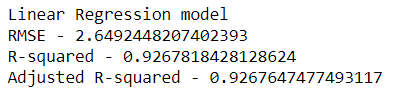 Linear Regression model
RMSE - 2.6492448207402393
R-squared - 0.9267818428128624
Adjusted R-squared - 0.9267647477493117